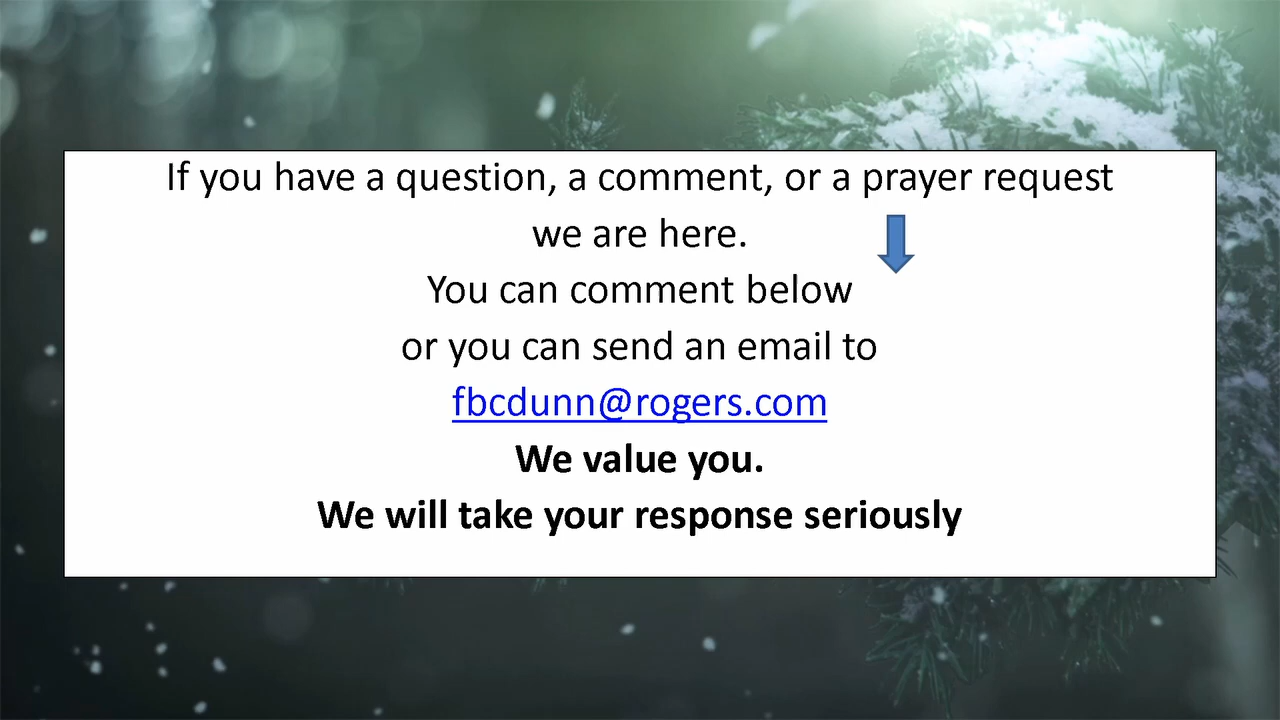 If you have a question, a comment, or a prayer request
we are here.
You can comment below
or you can send an email to
fbcdunn@rogers.com
We value you.
We will take your response seriously